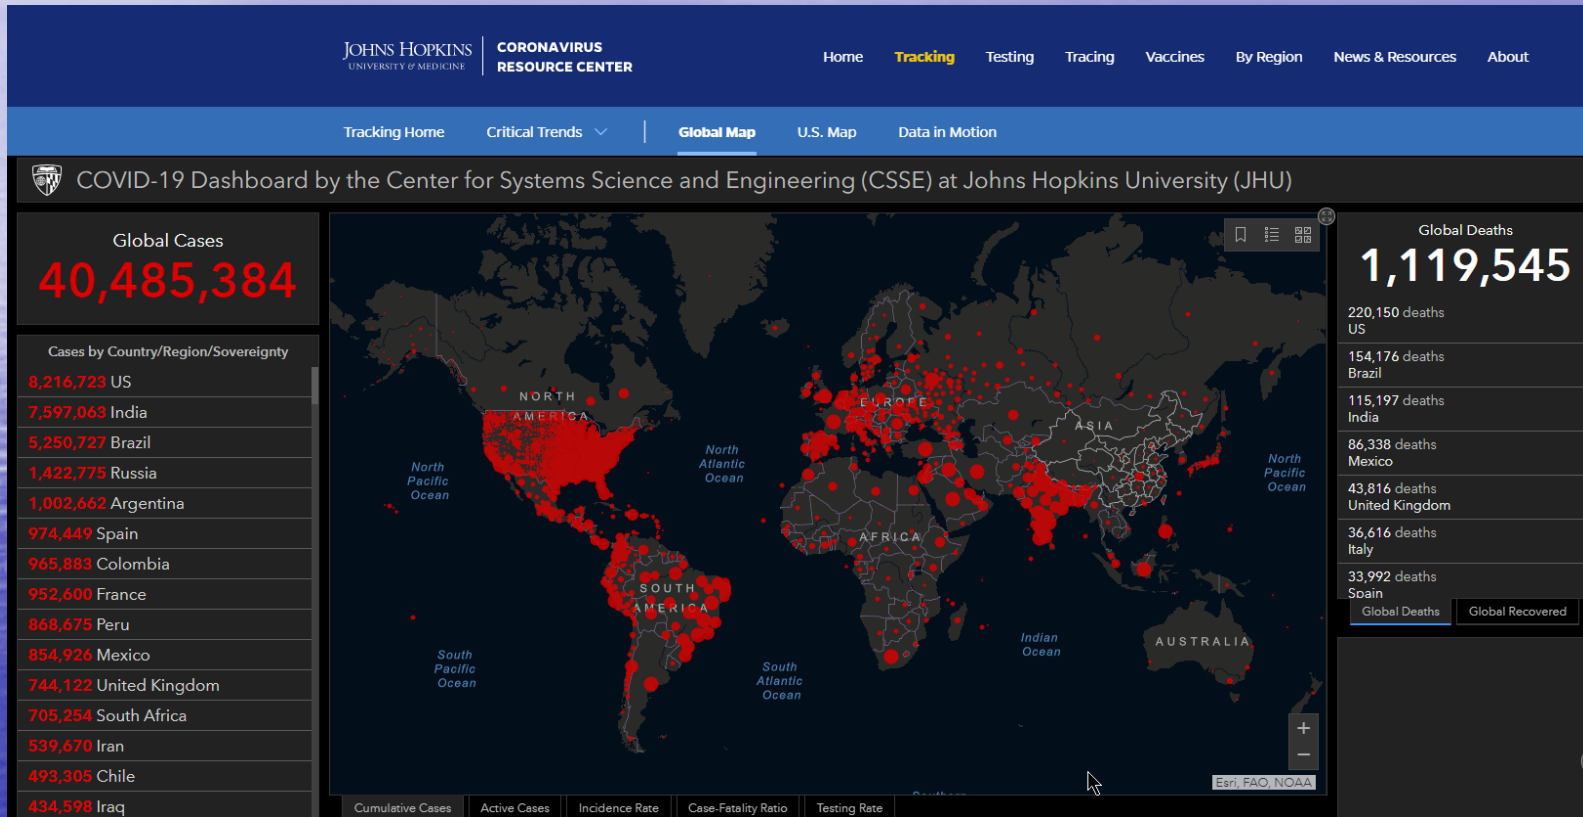 JOHNS HOPKINS
UNIVERSITY & MEDICINE
CORONAVIRUS
RESOURCE CENTER
Home
Tracking
Testing
Tracing
Vaccines
By Region
News & Resources
About
Tracking Home
Critical Trends
Global Map
U.S. Map
Data in Motion
COVID-19 Dashboard by the Center for Systems Science and Engineering (CSSE) at Johns Hopkins University (JHU)
Global Cases
40,485,384
Cases by Country/Region/Sovereignty
8,216,723 US
7,597,063 India
5,250,727 Brazil
1,422,775 Russia
1,002,662 Argentina
974,449 Spain
965,883 Colombia
952,600 France
868,675 Peru
854,926 Mexico
744,122 United Kingdom
705,254 South Africa
539,670 Iran
493,305 Chile
434,598 Iraq
NORTH
AMERICA
EUROPE
ASIA
North
Pacific
Ocean
North
Atlantic
Ocean
North
Pacific
Ocean
AFRICA
SOUTH
AMERICA
Indian
Ocean
AUSTRALIA
South
Pacific
Ocean
South
Atlantic
Ocean
Southern
+
−
Esri, FAO, NOAA
Cumulative Cases
Active Cases
Incidence Rate
Case-Fatality Ratio
Testing Rate
Global Deaths
1,119,545
220,150 deaths
US
154,176 deaths
Brazil
115,197 deaths
India
86,338 deaths
Mexico
43,816 deaths
United Kingdom
36,616 deaths
Italy
33,992 deaths
Spain
Global Deaths
Global Recovered